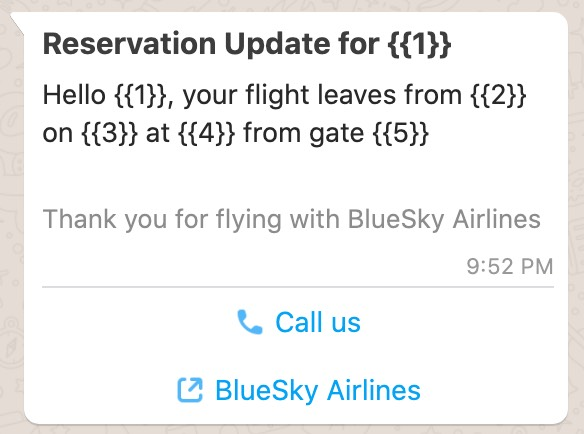 Reservation Update for {{1}}
Hello {{1}}, your flight leaves from {{2}}
on {{3}} at {{4}} from gate {{5}}
Thank you for flying with BlueSky Airlines
9:52 PM
Call us
BlueSky Airlines